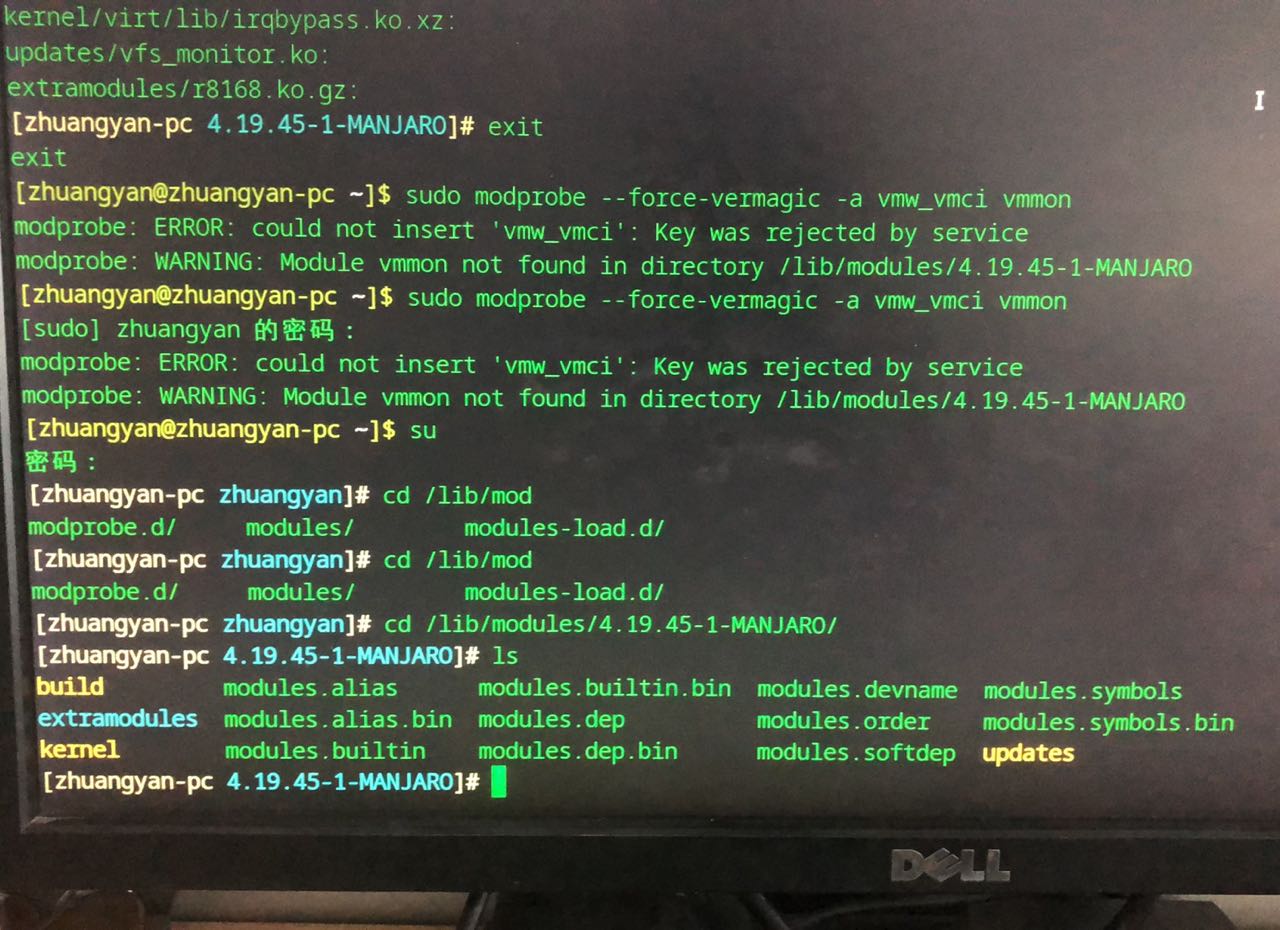 kernel/virt/lib/irqbypass.ko.xz:
updates/vfs_monitor.ko:
extramodules/r8168.ko.gz:
[zhuangyan-pc 4.19.45-1-MANJARO]# exit
exit
[zhuangyan@zhuangyan-pc ~]$ sudo modprobe --force-vermagic -a vmw_vmci vmmon
modprobe: ERROR: could not insert 'vmw_vmci': Key was rejected by service
modprobe: WARNING: Module vmmon not found in directory /lib/modules/4.19.45-1-MANJARO
[zhuangyan@zhuangyan-pc ~]$ sudo modprobe --force-vermagic -a vmw_vmci vmmon
[sudo] zhuangyan 的密码：
modprobe: ERROR: could not insert 'vmw_vmci': Key was rejected by service
modprobe: WARNING: Module vmmon not found in directory /lib/modules/4.19.45-1-MANJARO
[zhuangyan@zhuangyan-pc ~]$ su
密码：
[zhuangyan-pc zhuangyan]# cd /lib/mod
modprobe.d/ modules/ modules-load.d/
[zhuangyan-pc zhuangyan]# cd /lib/mod
modprobe.d/ modules/ modules-load.d/
[zhuangyan-pc zhuangyan]# cd /lib/modules/4.19.45-1-MANJARO/
[zhuangyan-pc 4.19.45-1-MANJARO]# ls
build modules.alias modules.builtin.bin modules.devname modules.symbols
extramodules modules.alias.bin modules.dep modules.order modules.symbols.bin
kernel modules.builtin modules.dep.bin modules.softdep updates
[zhuangyan-pc 4.19.45-1-MANJARO]#
DELL